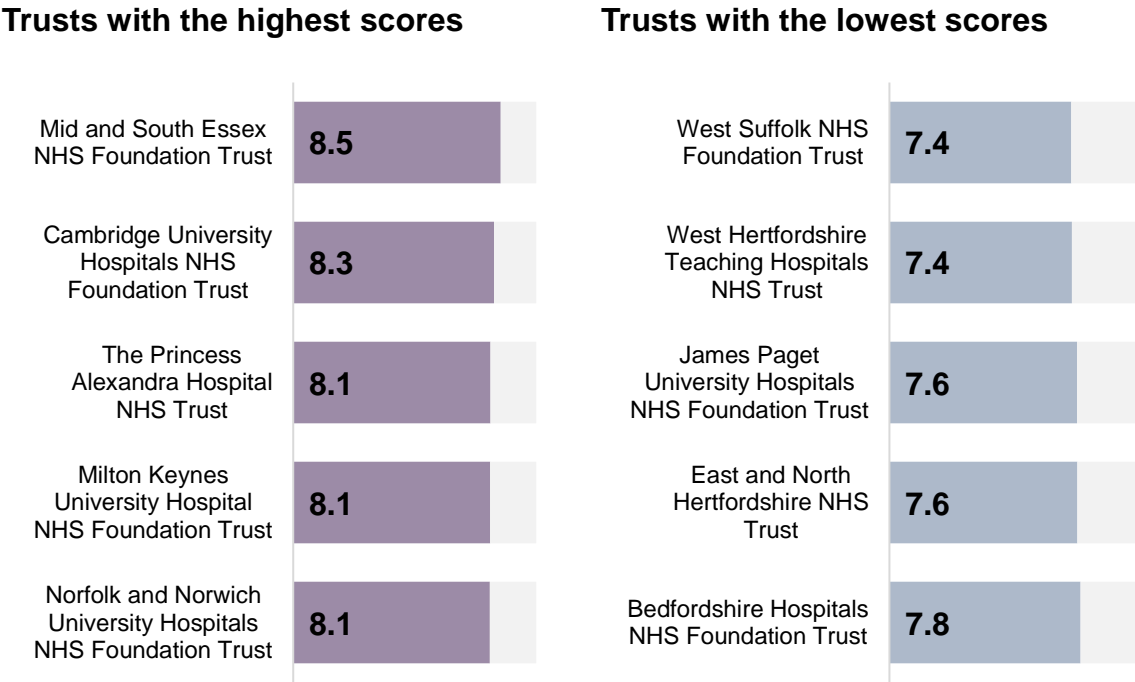 Trusts with the highest scores
Mid and South Essex
NHS Foundation Trust
8.5
Cambridge University
Hospitals NHS
Foundation Trust
8.3
The Princess
Alexandra Hospital
NHS Trust
8.1
Milton Keynes
University Hospital
NHS Foundation Trust
8.1
Norfolk and Norwich
University Hospitals
NHS Foundation Trust
8.1
Trusts with the lowest scores
West Suffolk NHS
Foundation Trust
7.4
West Hertfordshire
Teaching Hospitals
NHS Trust
7.4
James Paget
University Hospitals
NHS Foundation Trust
7.6
East and North
Hertfordshire NHS
Trust
7.6
Bedfordshire Hospitals
NHS Foundation Trust
7.8